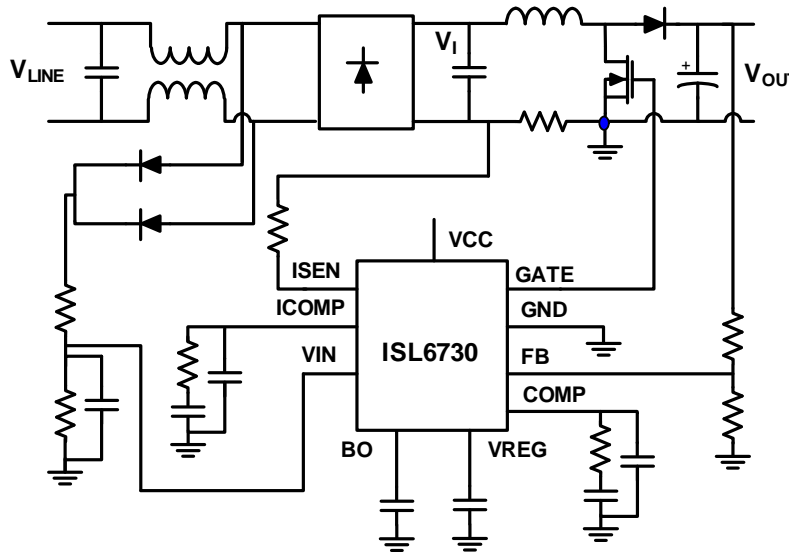 V_LINE
V_I
V_OUT
+
VCC
ISEN
GATE
ICOMP
GND
VIN
ISL6730
FB
COMP
BO
VREG